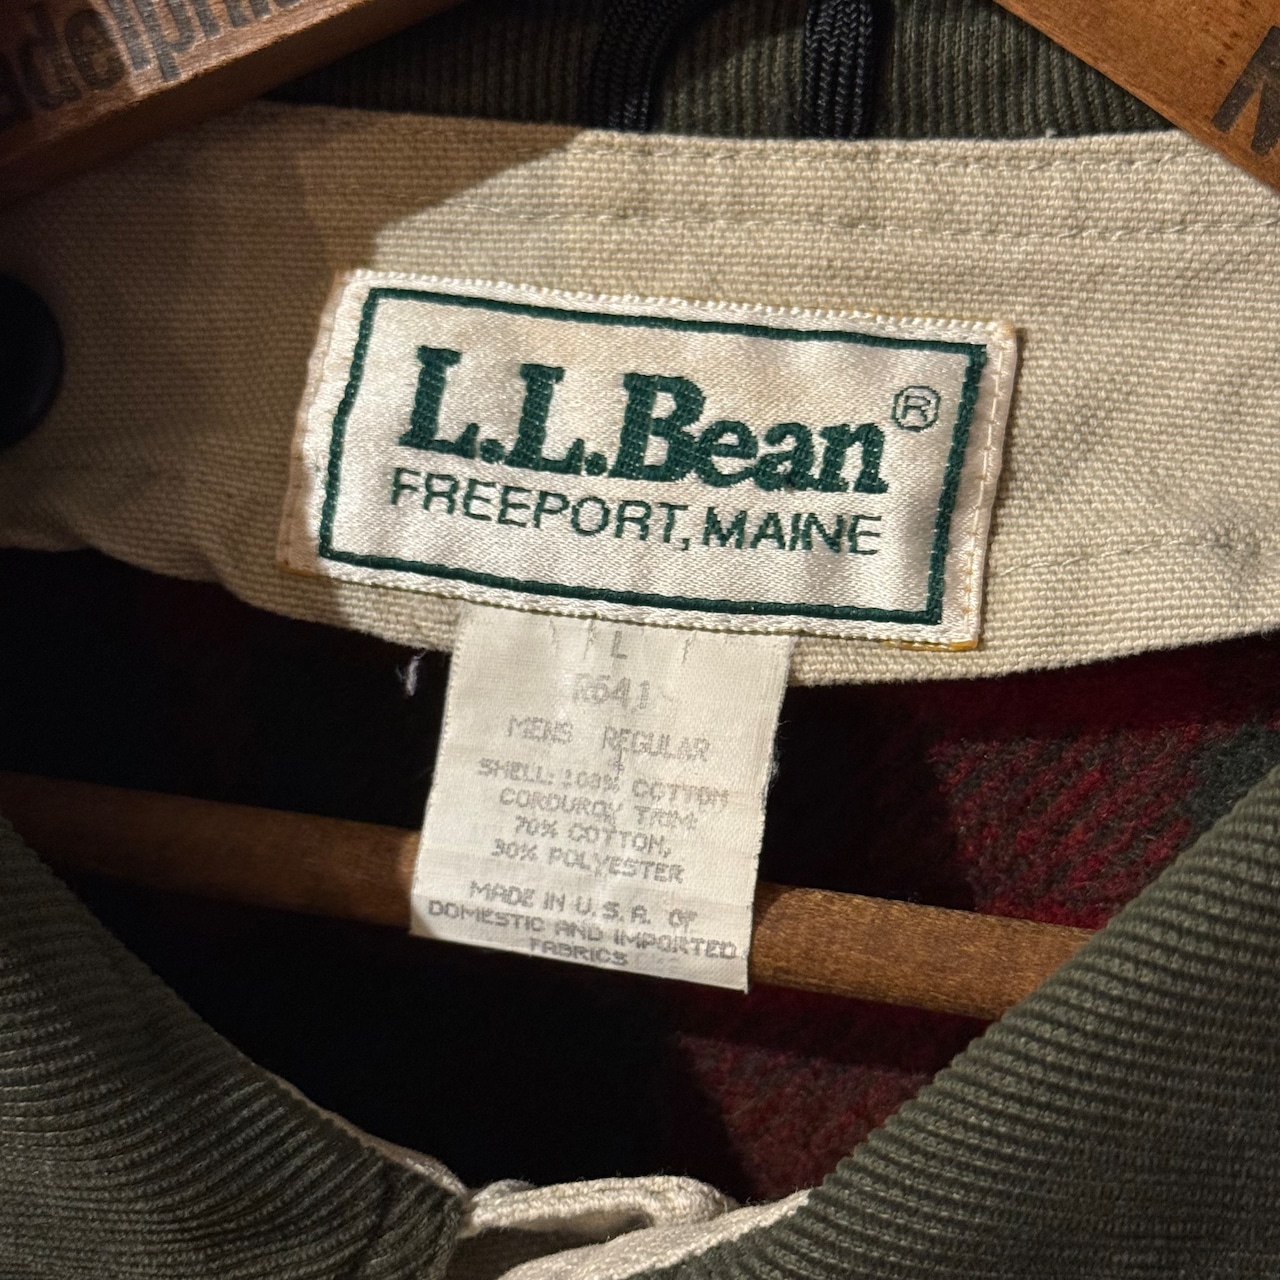 L.L.Bean®
FREEPORT, MAINE
L
R641
MENS REGULAR
SHELL: 100% COTTON
CORDUROY TRIM:
70% COTTON,
30% POLYESTER
MADE IN U.S.A. OF
DOMESTIC AND IMPORTED
FABRICS